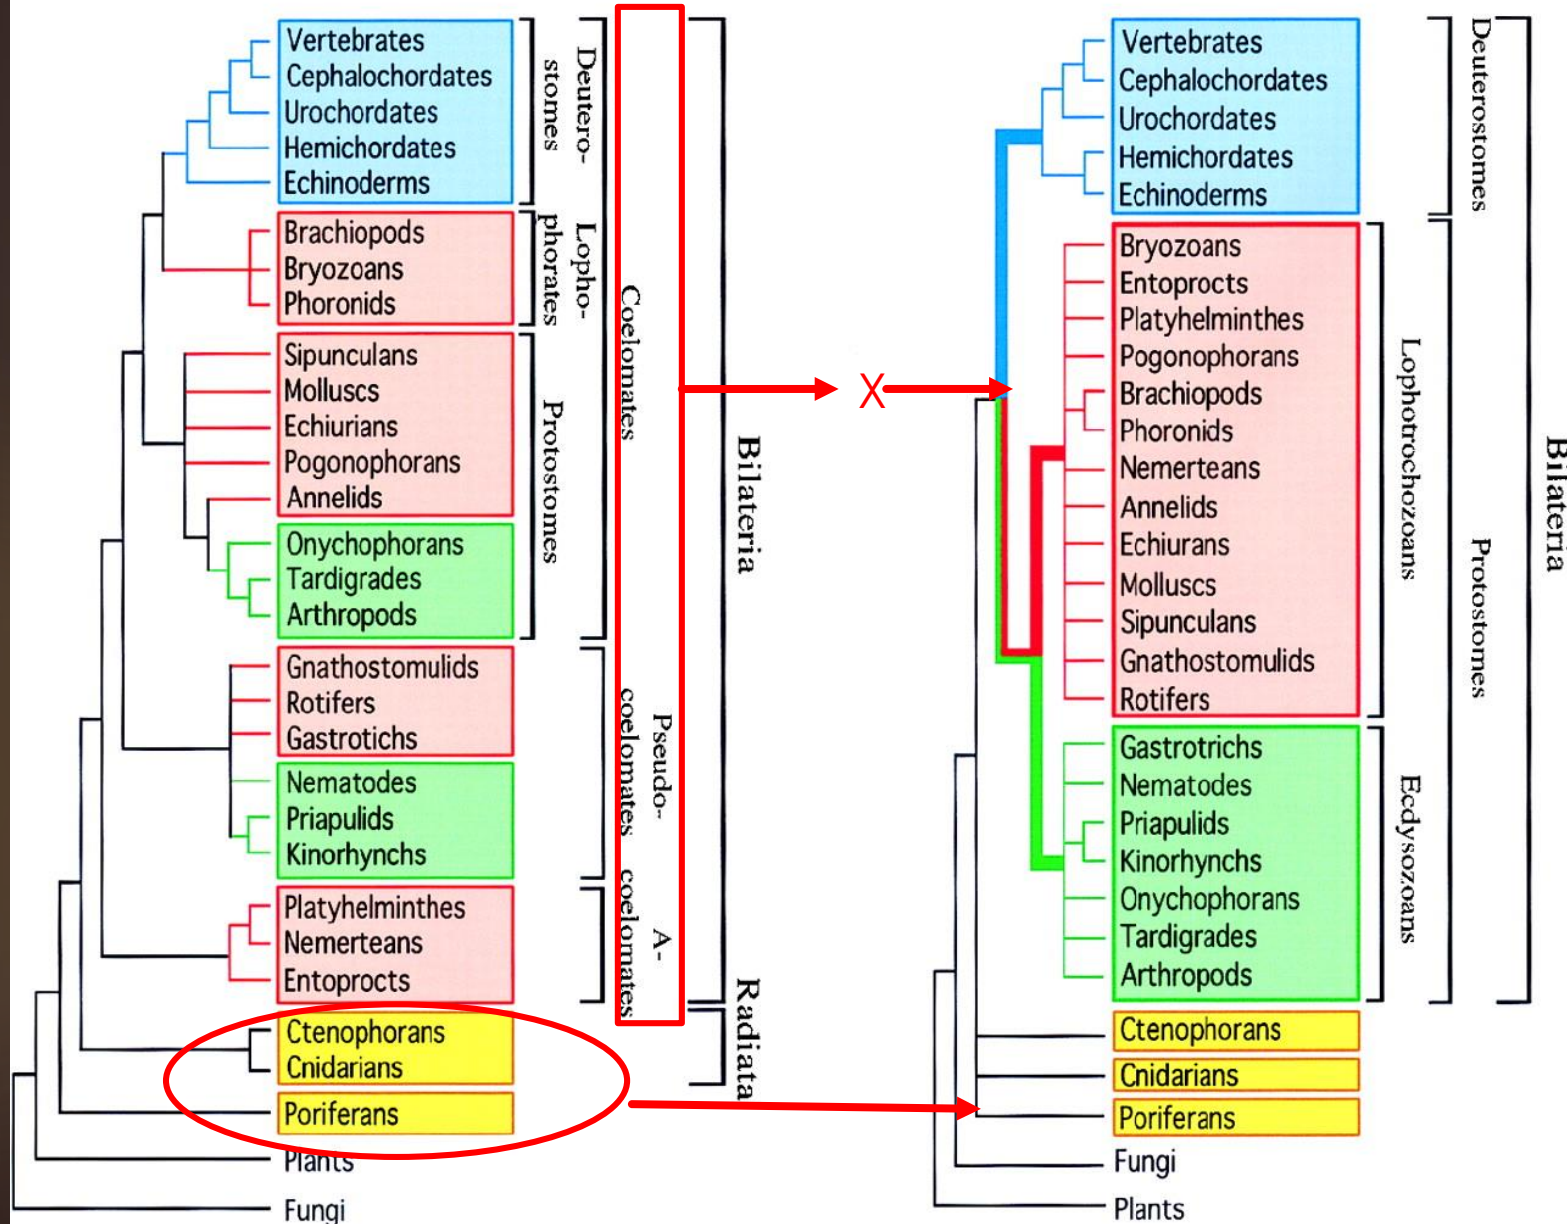 Vertebrates
Cephalochordates
Urochordates
Hemichordates
Echinoderms
Brachiopods
Bryozoans
Phoronids
Sipunculans
Molluscs
Echiurians
Pogonophorans
Annelids
Onychophorans
Tardigrades
Arthropods
Gnathostomulids
Rotifers
Gastrotichs
Nematodes
Priapulids
Kinorhynchs
Platyhelminthes
Nemerteans
Entoprocts
Ctenophorans
Cnidarians
Poriferans
Plants
Fungi
Deutero-
stomes
Lopho-
phorates
Protostomes
Coelomates
Pseudo-
coelomates
A-
coelomates
Bilateria
Radiata
X
Vertebrates
Cephalochordates
Urochordates
Hemichordates
Echinoderms
Bryozoans
Entoprocts
Platyhelminthes
Pogonophorans
Brachiopods
Phoronids
Nemerteans
Annelids
Echiurans
Molluscs
Sipunculans
Gnathostomulids
Rotifers
Gastrotrichs
Nematodes
Priapulids
Kinorhynchs
Onychophorans
Tardigrades
Arthropods
Ctenophorans
Cnidarians
Poriferans
Fungi
Plants
Lophotrochozoans
Ecdysozoans
Deuterostomes
Protostomes
Bilateria